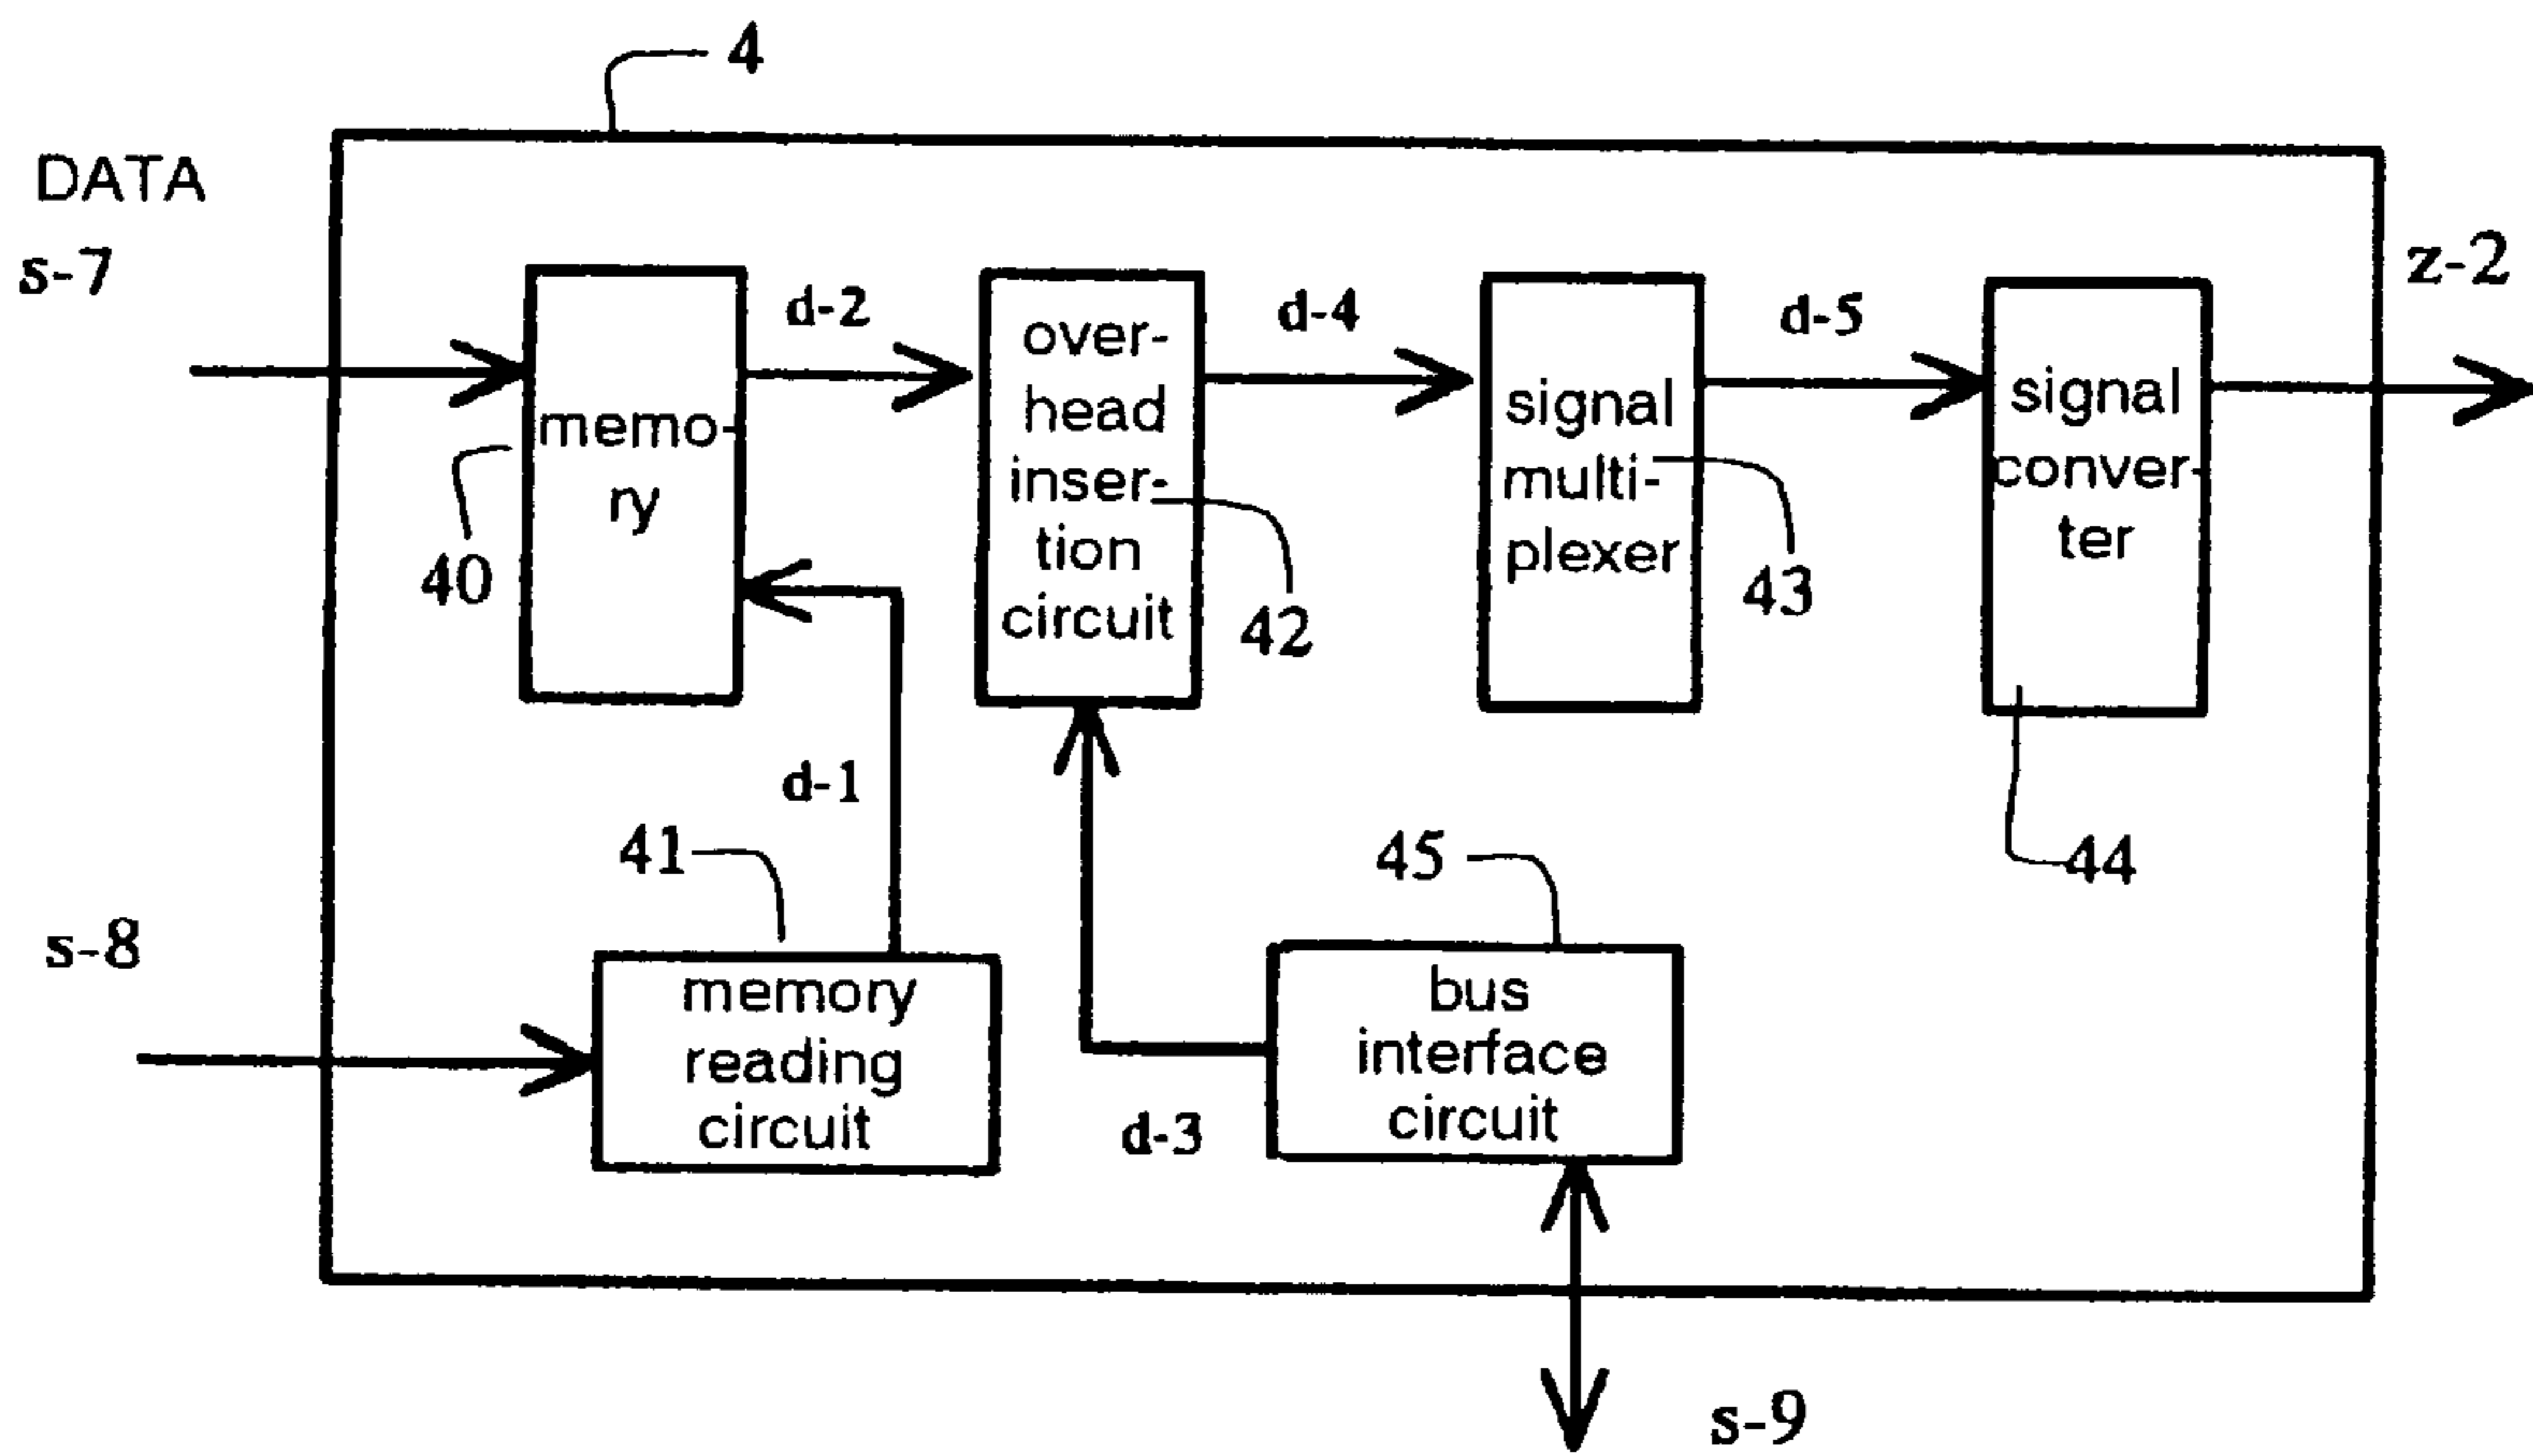 4
DATA
s-7
z-2
d-2
d-4
d-5
memo-
ry
40
over-
head
inser-
tion
circuit
42
signal
multi-
plexer
43
signal
conver-
ter
44
d-1
41
45
s-8
memory
reading
circuit
d-3
bus
interface
circuit
s-9